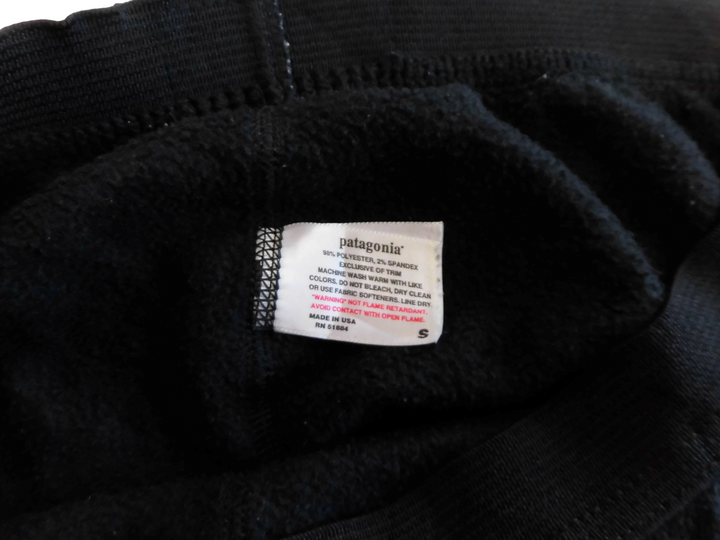 patagonia®
98% POLYESTER, 2% SPANDEX
EXCLUSIVE OF TRIM
MACHINE WASH WARM WITH LIKE
COLORS. DO NOT BLEACH, DRY CLEAN
OR USE FABRIC SOFTENERS. LINE DRY.
"WARNING" NOT FLAME RETARDANT.
AVOID CONTACT WITH OPEN FLAME.
MADE IN USA
RN 51884
S